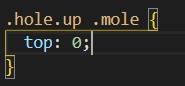 .hole.up .mole {
  top: 0;
}